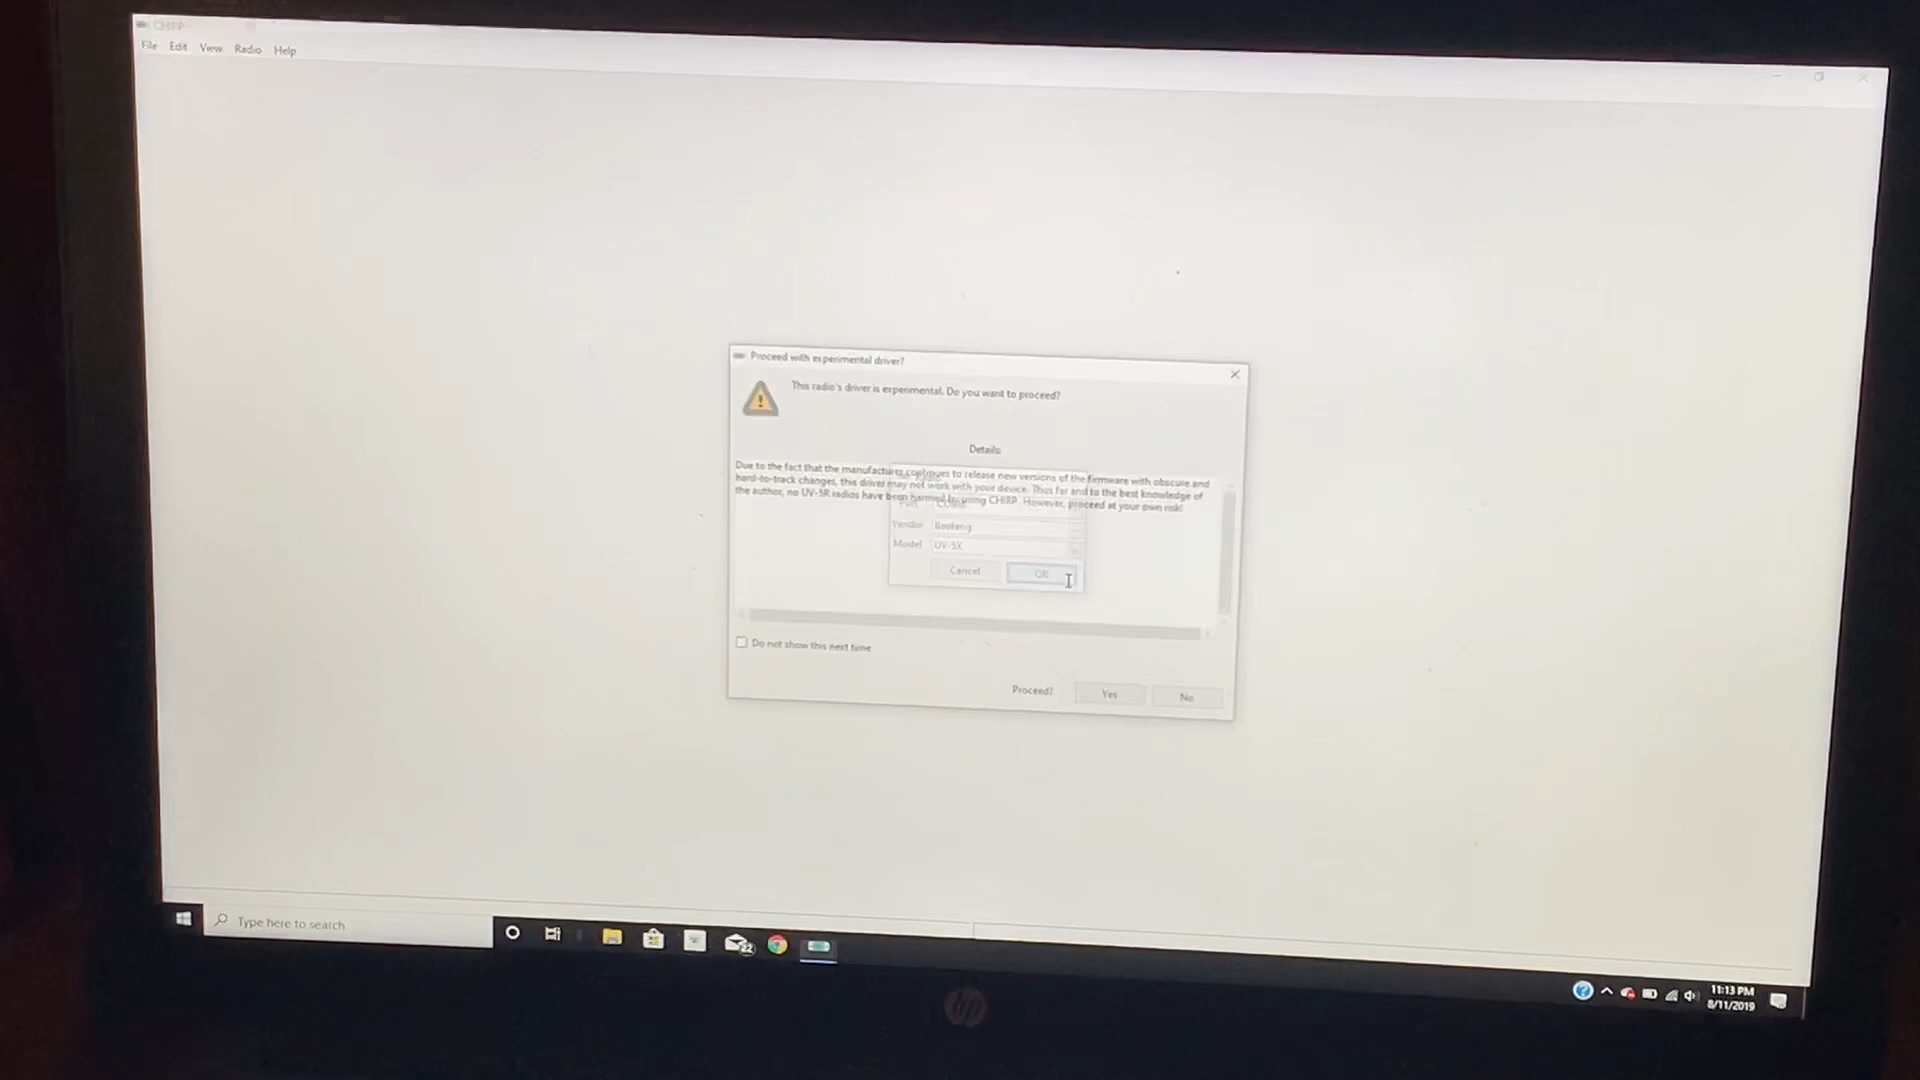 CHIRP
File Edit View Radio Help
Proceed with experimental driver?
This radio's driver is experimental. Do you want to proceed?
Details:
Due to the fact that the manufacturer continues to release new versions of the firmware with obscure and
hard-to-track changes, this driver may not work with your device. Thus far and to the best knowledge of
the author, no UV-5R radios have been harmed by using CHIRP. However, proceed at your own risk!
Vendor Baofeng
Model UV-5X
Cancel OK
Do not show this next time
Proceed? Yes No
Type here to search
22
11:13 PM
8/11/2019
hp